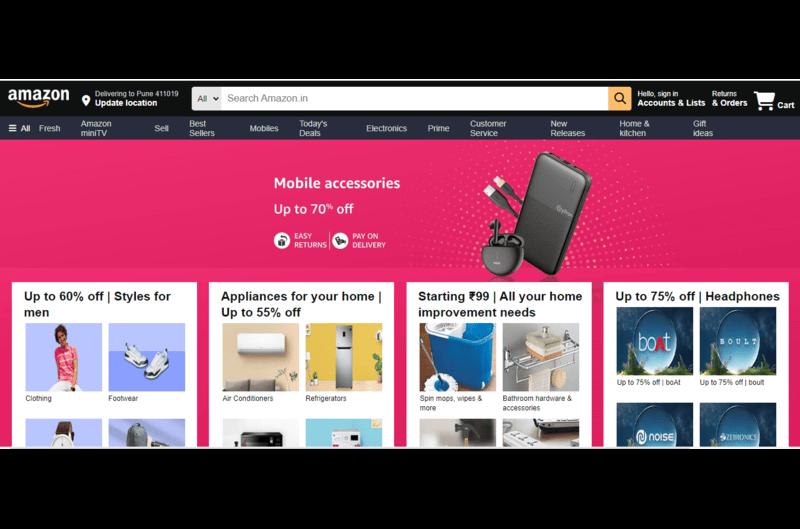 amazon
Delivering to Pune 411019
Update location
All
Search Amazon.in
Hello, sign in
Accounts & Lists
Returns
& Orders
Cart
All
Fresh
Amazon
miniTV
Sell
Best
Sellers
Mobiles
Today's
Deals
Electronics
Prime
Customer
Service
New
Releases
Home &
kitchen
Gift
ideas
Mobile accessories
Up to 70% off
EASY
RETURNS
PAY ON
DELIVERY
Up to 60% off | Styles for
men
Clothing
Footwear
Appliances for your home |
Up to 55% off
Air Conditioners
Refrigerators
Starting ₹99 | All your home
improvement needs
Spin mops, wipes &
more
Bathroom hardware &
accessories
Up to 75% off | Headphones
boAt
BOULT
Up to 75% off | boAt
Up to 75% off | boult
NOISE
ZEBRONICS